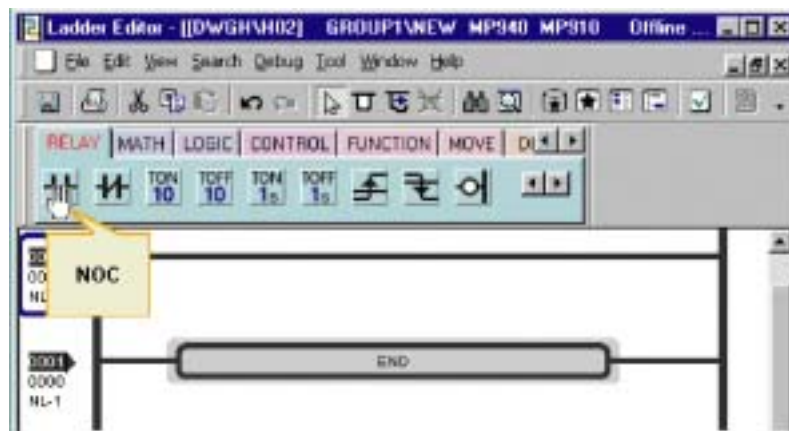 Ladder Editor - [[DWGH\H02] GROUP1\NEW MP940 MP910 Offline ...
File Edit View Search Debug Tool Window Help
RELAY MATH LOGIC CONTROL FUNCTION MOVE
TON 10 TOFF 10 TON 1s TOFF 1s
NOC
0001 END
0000
NL-1